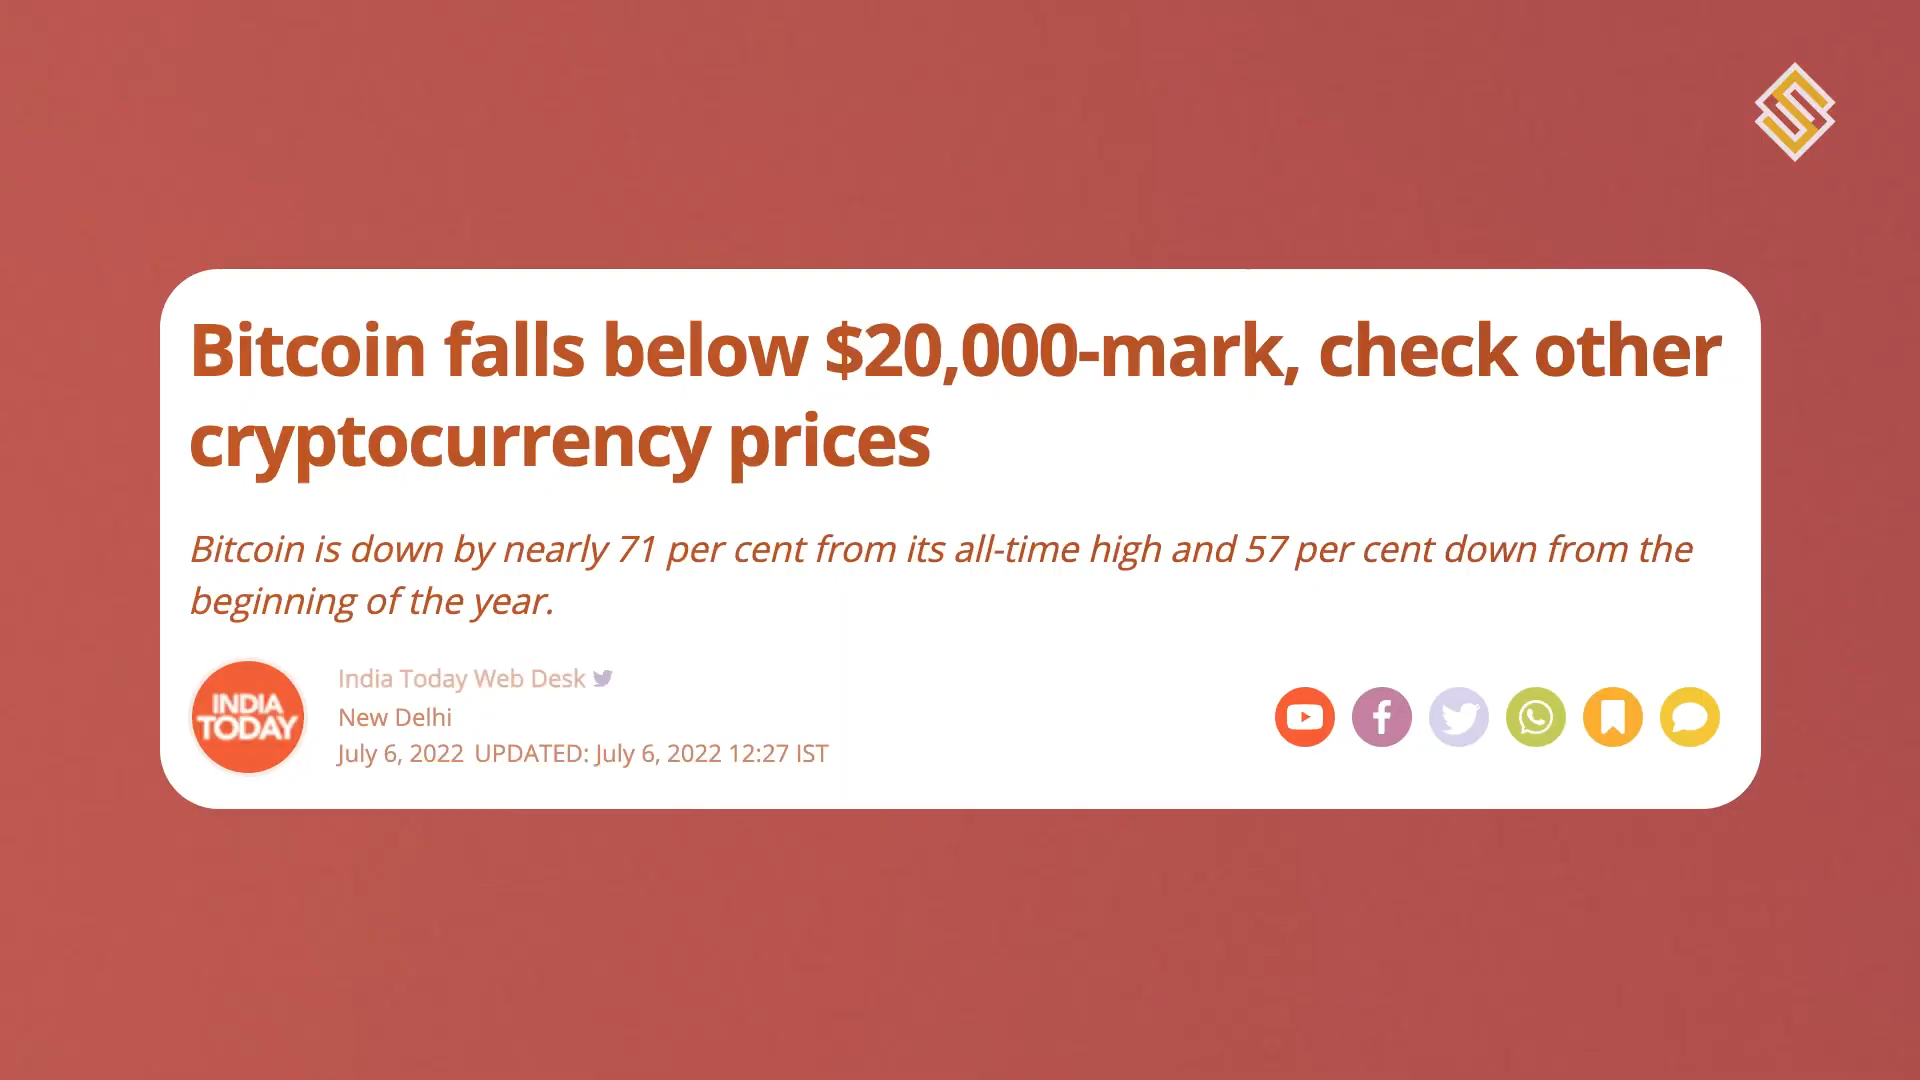 Bitcoin falls below $20,000-mark, check other
cryptocurrency prices
Bitcoin is down by nearly 71 per cent from its all-time high and 57 per cent down from the
beginning of the year.
INDIA
TODAY
India Today Web Desk
New Delhi
July 6, 2022 UPDATED: July 6, 2022 12:27 IST